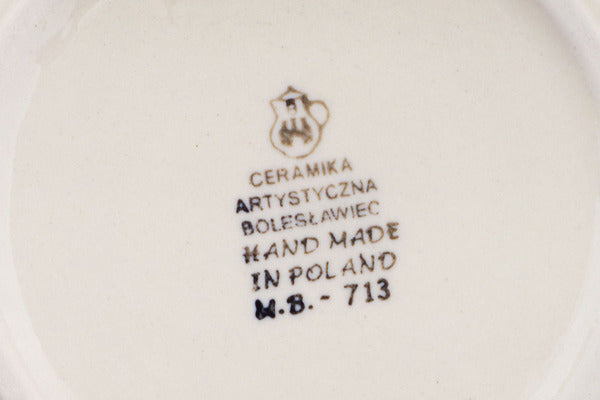 CERAMIKA
ARTYSTYCZNA
BOLESŁAWIEC
HAND MADE
IN POLAND
W.B.- 713